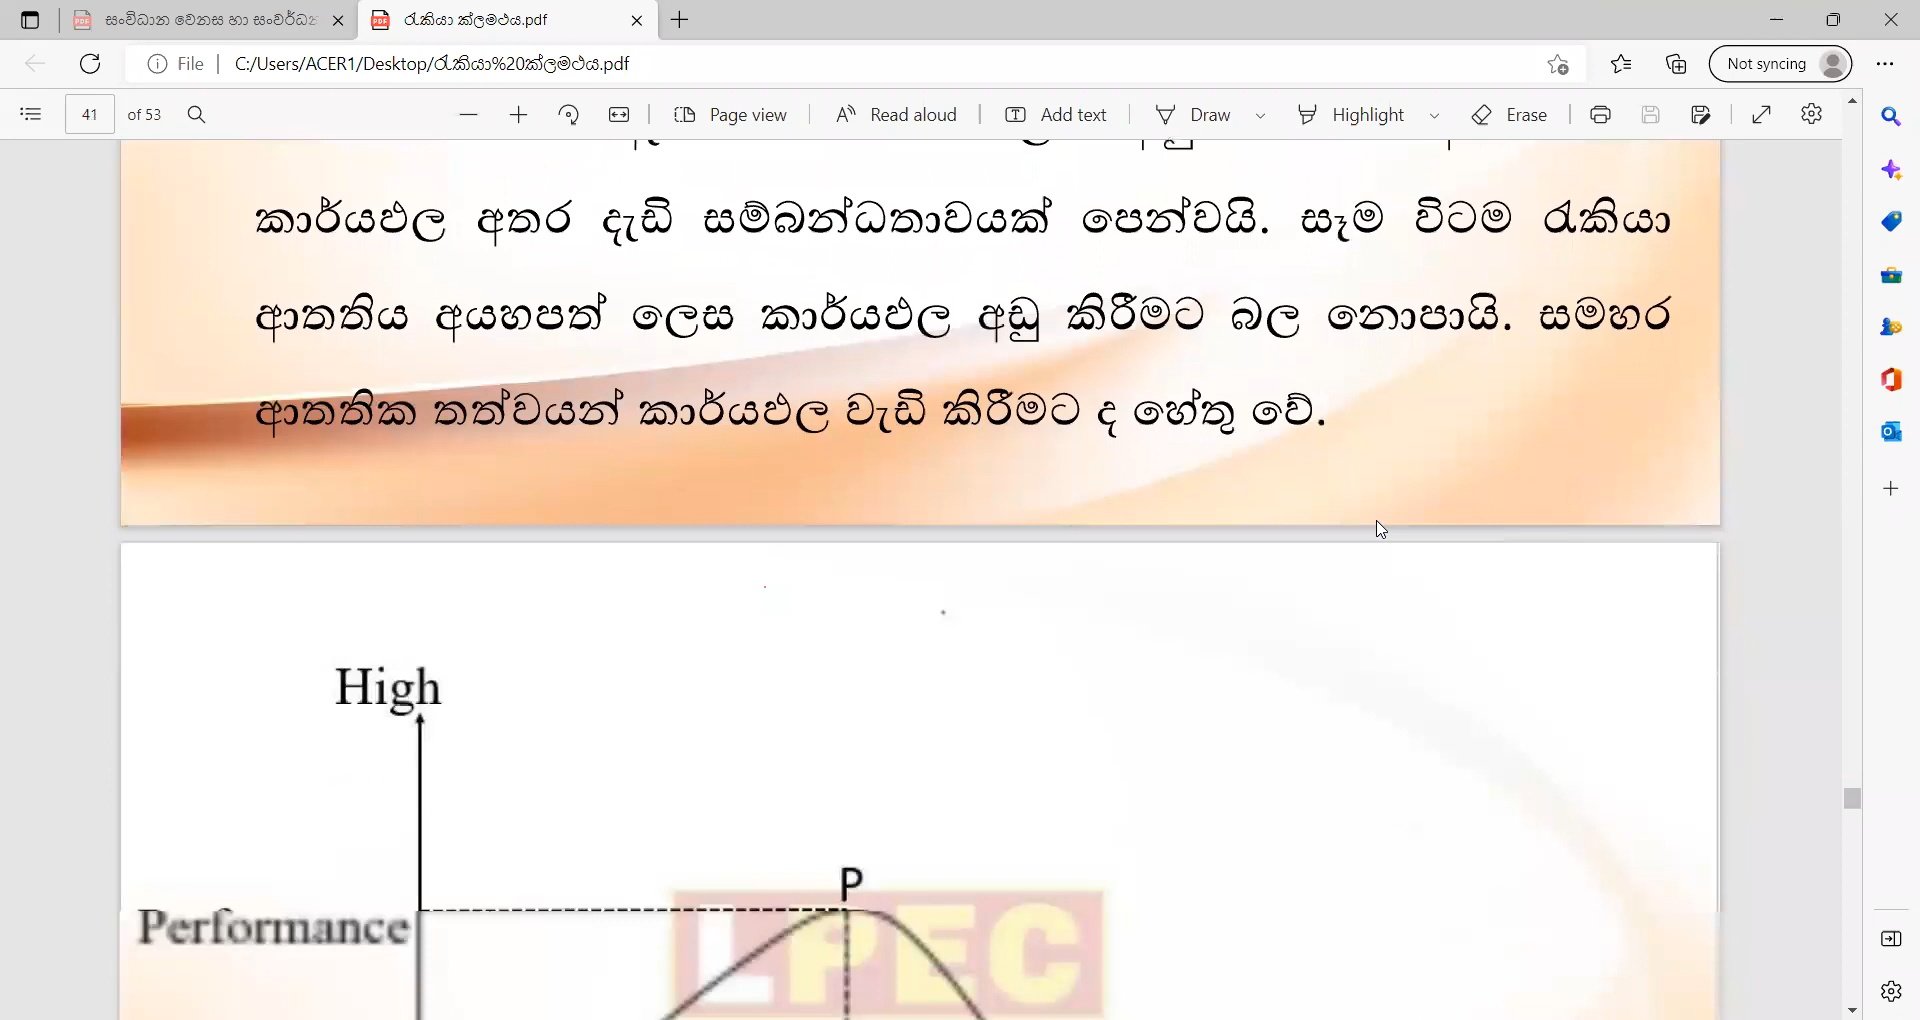 සංවිධාන වෙනස හා සංවර්ධන
රැකියා ක්ලමථය.pdf
File
C:/Users/ACER1/Desktop/රැකියා%20ක්ලමථය.pdf
Not syncing
41 of 53
Page view
Read aloud
Add text
Draw
Highlight
Erase
කාර්යඵල අතර දැඩි සම්බන්ධතාවයක් පෙන්වයි. සෑම විටම රැකියා
ආතතිය අයහපත් ලෙස කාර්යඵල අඩු කිරීමට බල නොපායි. සමහර
ආතතික තත්වයන් කාර්යඵල වැඩි කිරීමට ද හේතු වේ.
High
P
Performance
LPEC